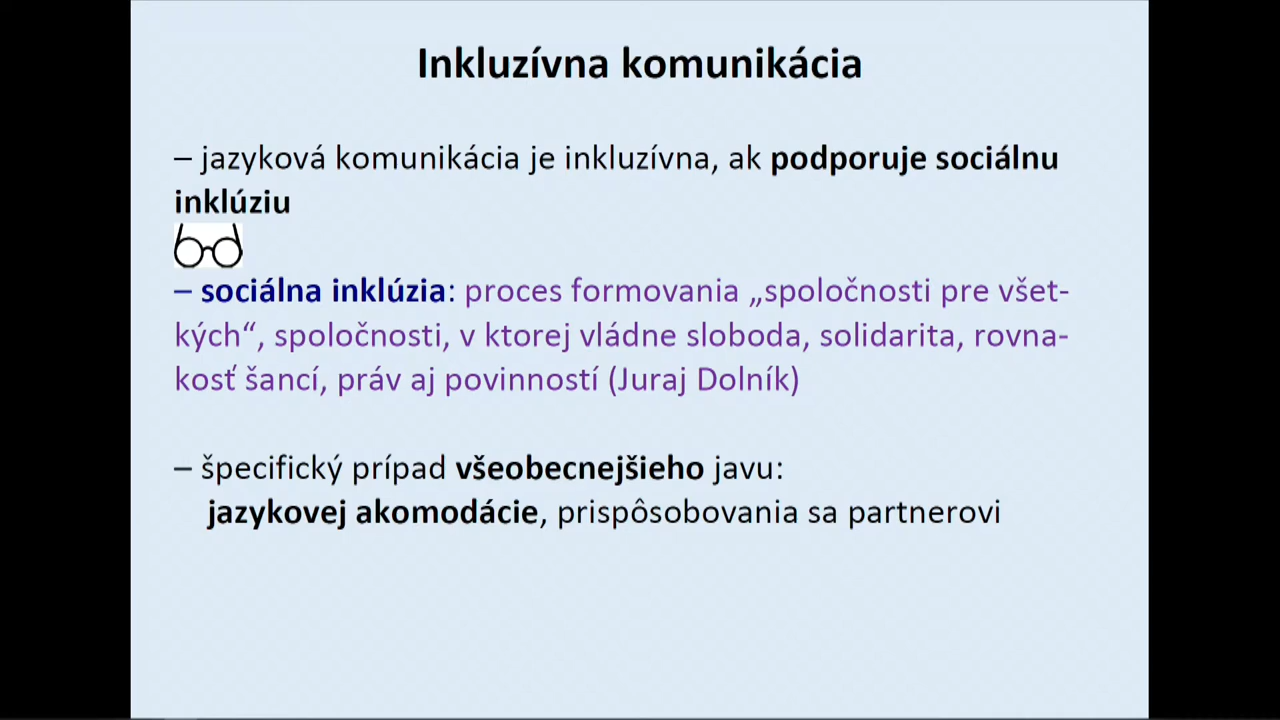 Inkluzívna komunikácia
– jazyková komunikácia je inkluzívna, ak podporuje sociálnu
inklúziu
– sociálna inklúzia: proces formovania „spoločnosti pre všet-
kých“, spoločnosti, v ktorej vládne sloboda, solidarita, rovna-
kosť šancí, práv aj povinností (Juraj Dolník)
– špecifický prípad všeobecnejšieho javu:
jazykovej akomodácie, prispôsobovania sa partnerovi